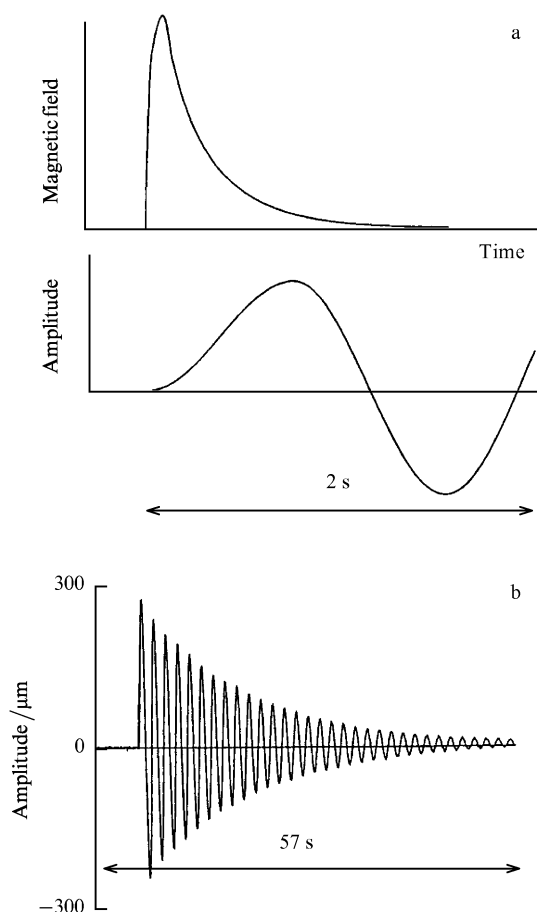 a
Magnetic field
Time
Amplitude
2 s
b
300
0
−300
Amplitude / μm
57 s